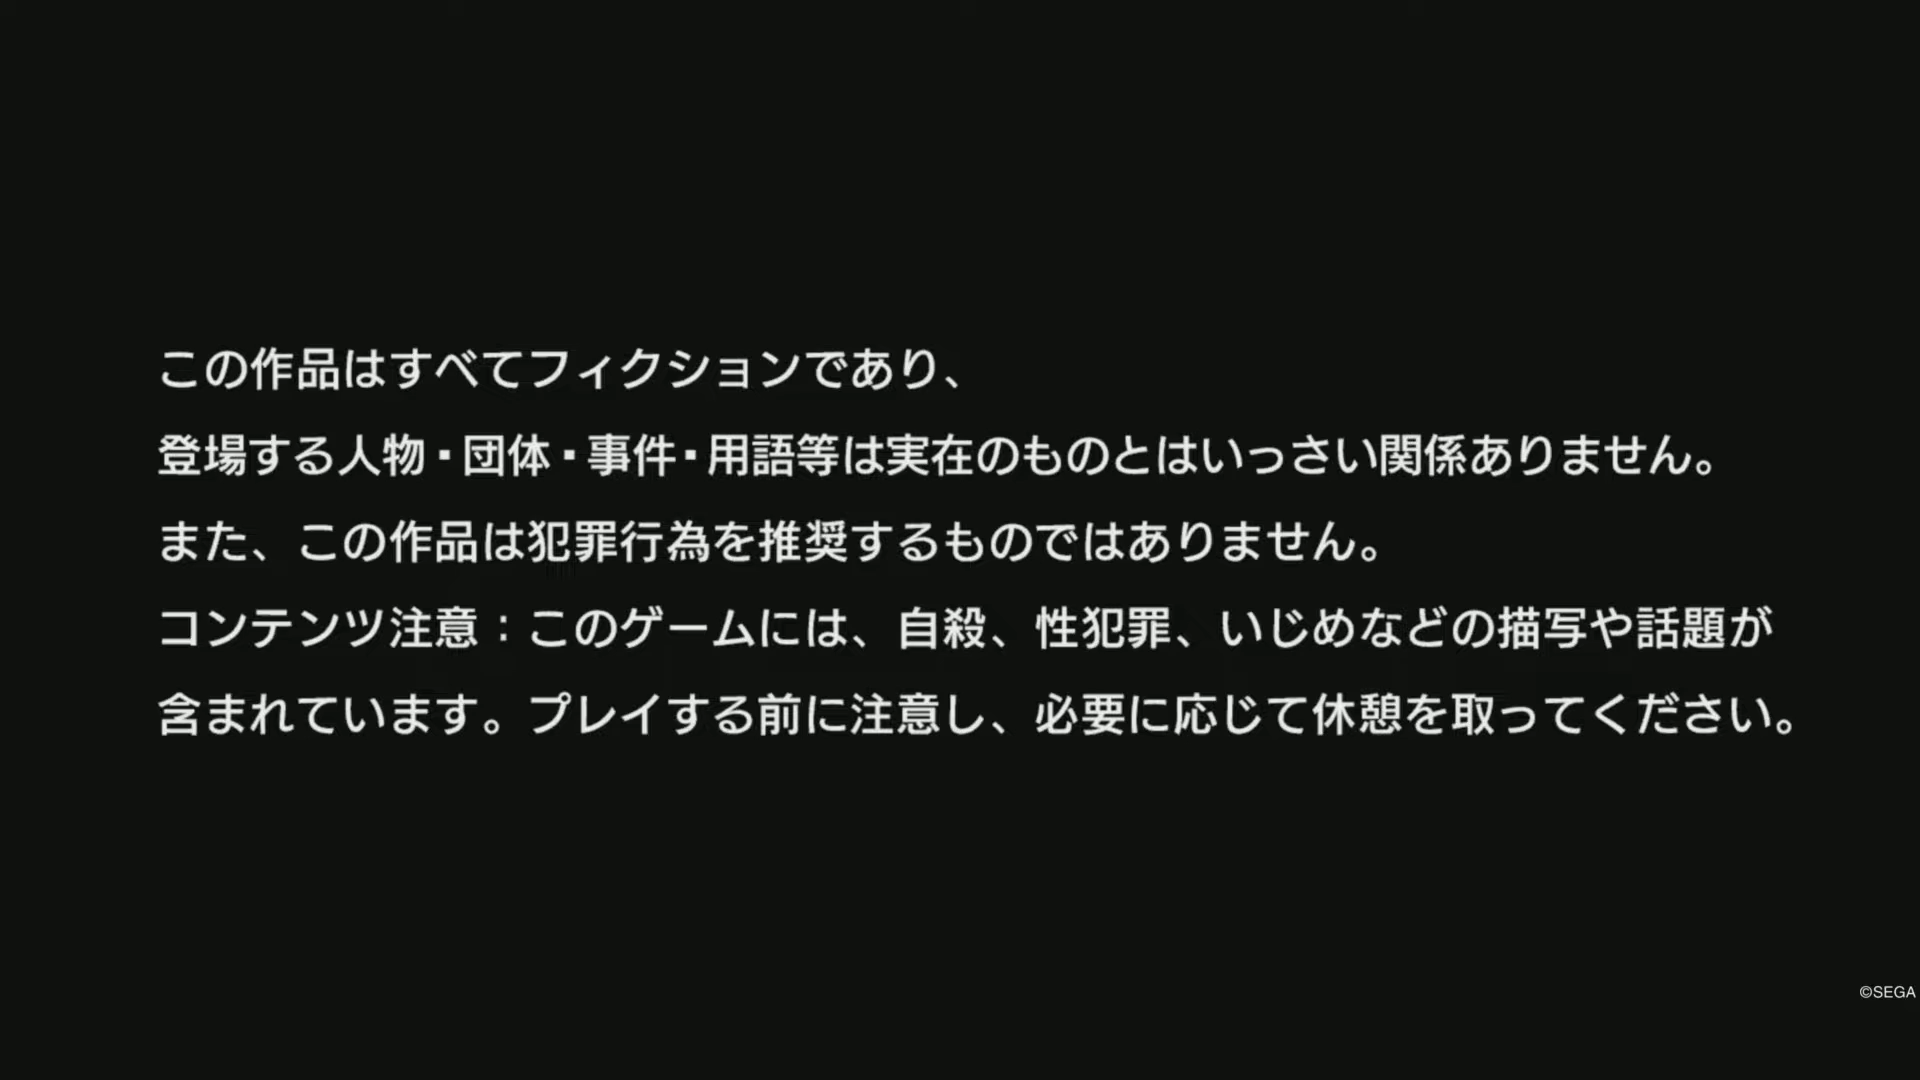 この作品はすべてフィクションであり、
登場する人物・団体・事件・用語等は実在のものとはいっさい関係ありません。
また、この作品は犯罪行為を推奨するものではありません。
コンテンツ注意：このゲームには、自殺、性犯罪、いじめなどの描写や話題が
含まれています。プレイする前に注意し、必要に応じて休憩を取ってください。
©SEGA